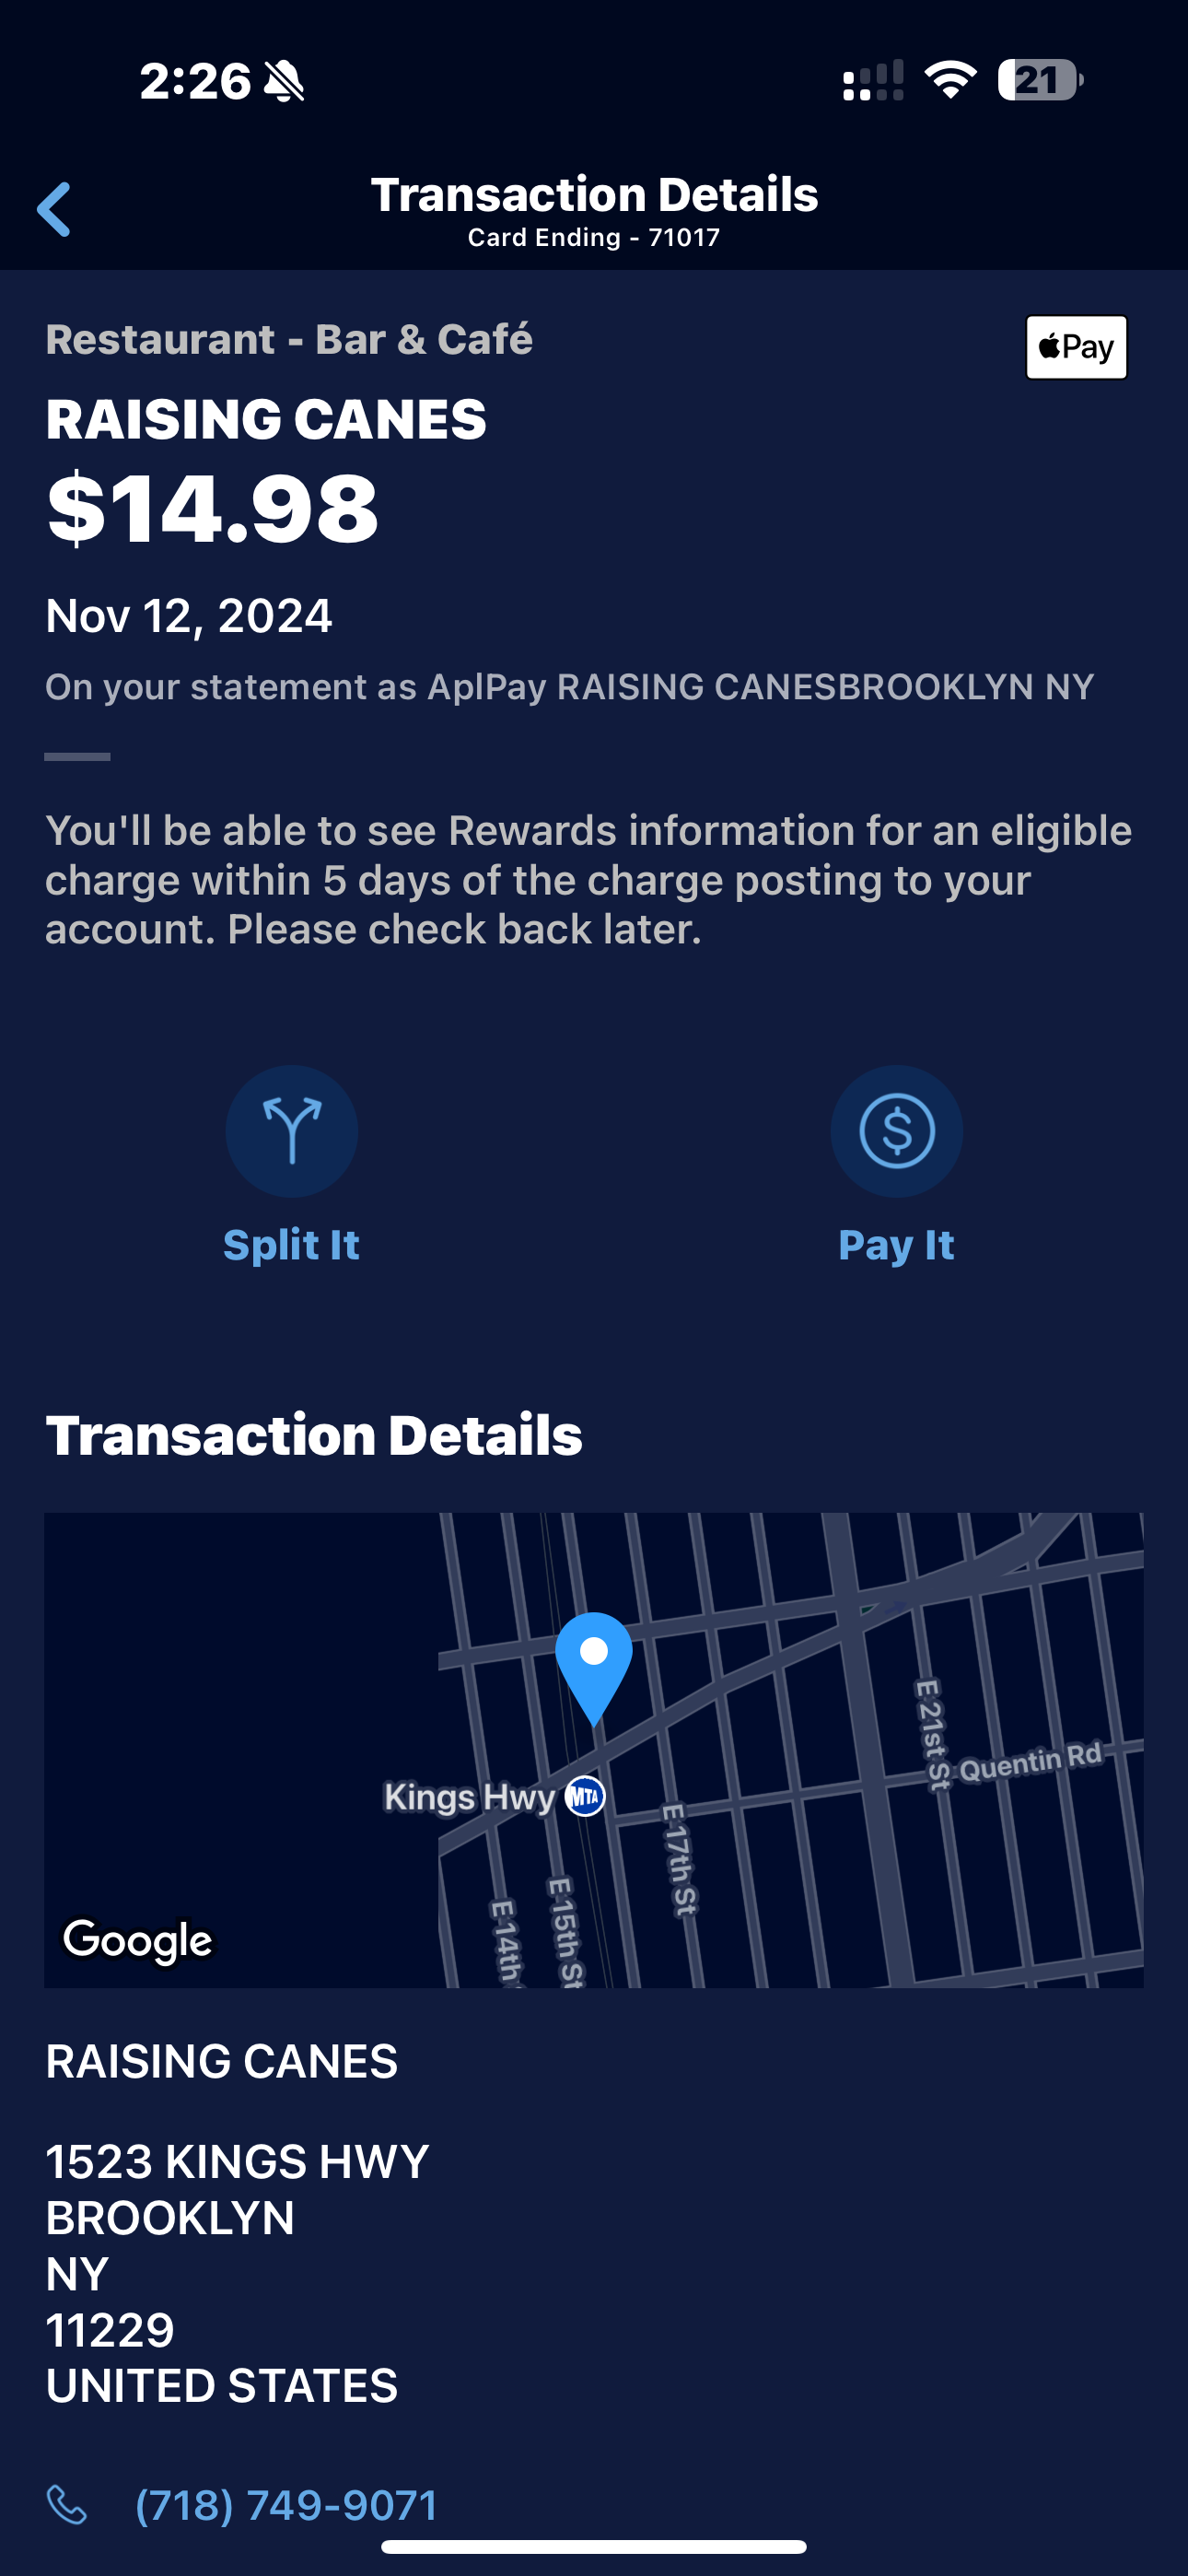 2:26
21
Transaction Details
Card Ending - 71017
Restaurant - Bar & Café
Pay
RAISING CANES
$14.98
Nov 12, 2024
On your statement as AplPay RAISING CANESBROOKLYN NY
You'll be able to see Rewards information for an eligible
charge within 5 days of the charge posting to your
account. Please check back later.
Split It
Pay It
Transaction Details
E 21st St
Quentin Rd
Kings Hwy
MTA
E 17th St
E 15th St
E 14th
Google
RAISING CANES
1523 KINGS HWY
BROOKLYN
NY
11229
UNITED STATES
(718) 749-9071